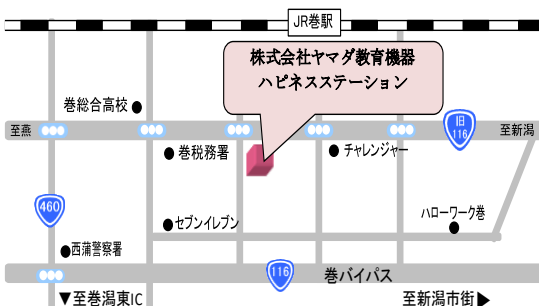 JR巻駅
株式会社ヤマダ教育機器
ハピネスステーション
巻総合高校
至燕
旧
116
至新潟
巻税務署
チャレンジャー
460
セブンイレブン
ハローワーク巻
西蒲警察署
116
巻バイパス
▼至巻潟東IC
至新潟市街▶